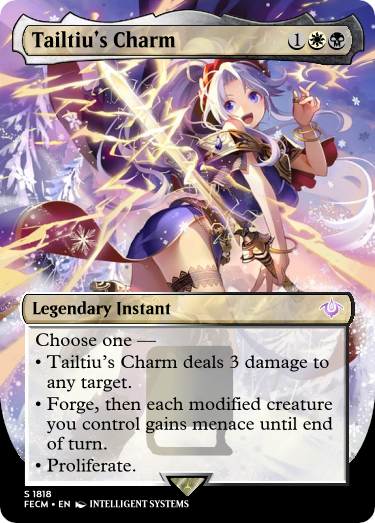 Tailtiu's Charm 1
Legendary Instant
Choose one —
• Tailtiu's Charm deals 3 damage to
any target.
• Forge, then each modified creature
you control gains menace until end
of turn.
• Proliferate.
S 1818
FECM • EN INTELLIGENT SYSTEMS